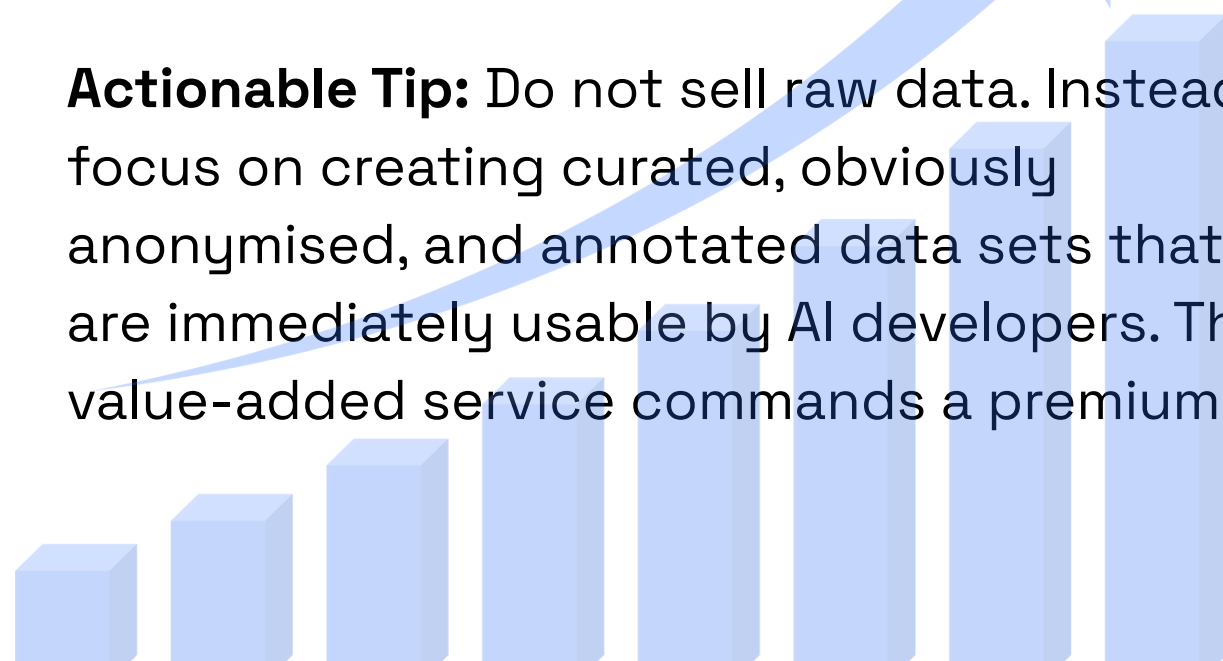 Actionable Tip: Do not sell raw data. Instead
focus on creating curated, obviously
anonymised, and annotated data sets that
are immediately usable by AI developers.
value-added service commands a premium